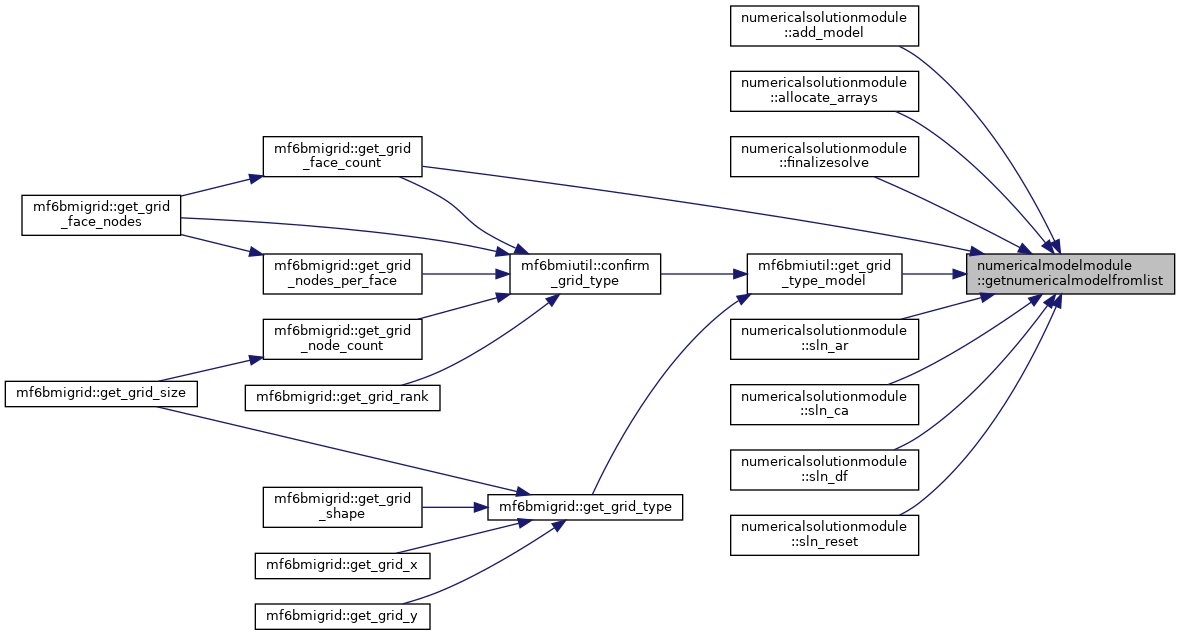 numericalsolutionmodule
::add_model
numericalsolutionmodule
::allocate_arrays
numericalsolutionmodule
::finalizesolve
mf6bmigrid::get_grid
_face_count
mf6bmigrid::get_grid
_face_nodes
mf6bmigrid::get_grid
_nodes_per_face
mf6bmiutil::confirm
_grid_type
mf6bmiutil::get_grid
_type_model
numericalmodelmodule
::getnumericalmodelfromlist
mf6bmigrid::get_grid
_node_count
numericalsolutionmodule
::sln_ar
mf6bmigrid::get_grid_size
mf6bmigrid::get_grid_rank
numericalsolutionmodule
::sln_ca
numericalsolutionmodule
::sln_df
mf6bmigrid::get_grid
_shape
mf6bmigrid::get_grid_type
numericalsolutionmodule
::sln_reset
mf6bmigrid::get_grid_x
mf6bmigrid::get_grid_y